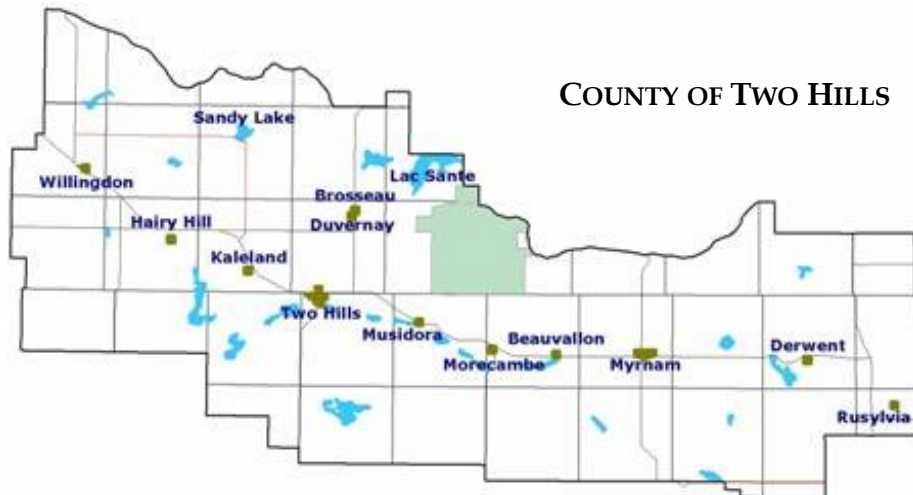 COUNTY OF TWO HILLS
Sandy Lake
Lac Sante
Willingdon
Brosseau
Hairy Hill
Duvernay
Kaleland
Two Hills
Musidora
Beauvallon
Morecambe
Myrnam
Derwent
Rusylvia